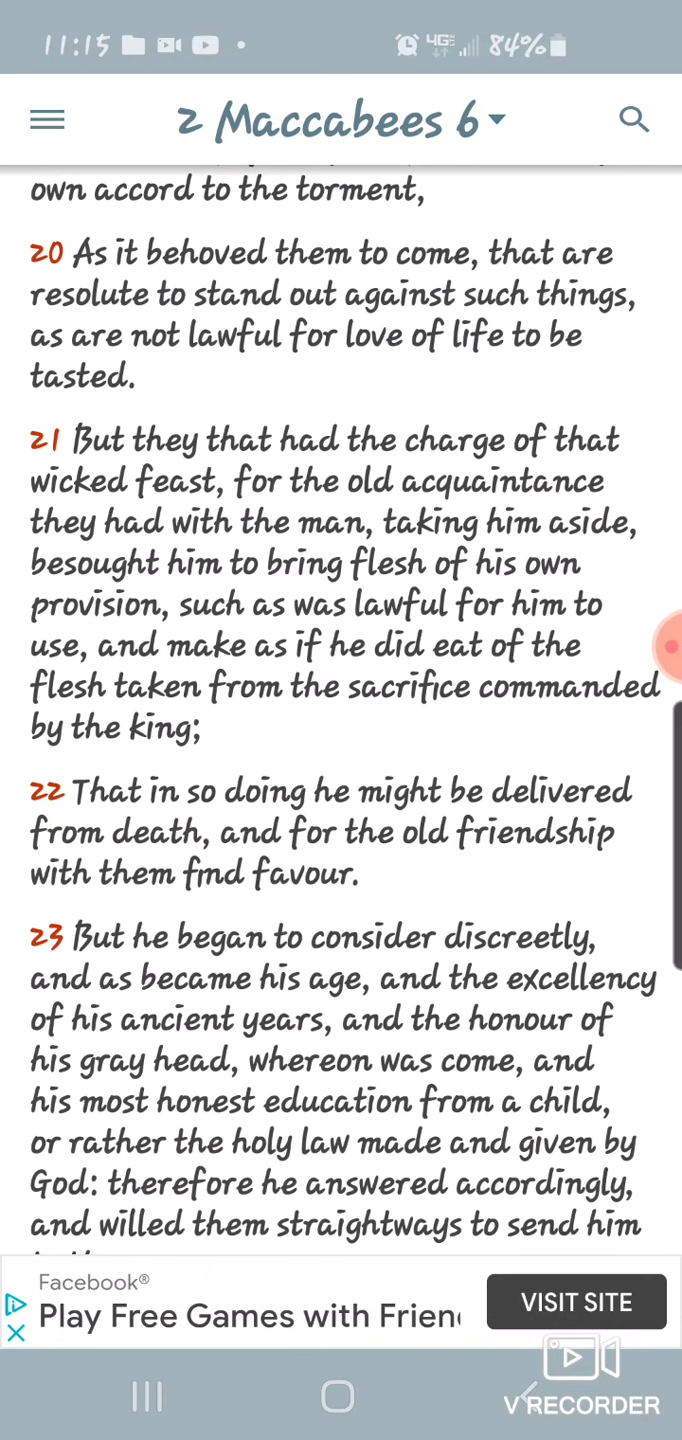 11:15
4GE 84%
2 Maccabees 6
own accord to the torment,
20 As it behoved them to come, that are
resolute to stand out against such things,
as are not lawful for love of life to be
tasted.
21 But they that had the charge of that
wicked feast, for the old acquaintance
they had with the man, taking him aside,
besought him to bring flesh of his own
provision, such as was lawful for him to
use, and make as if he did eat of the
flesh taken from the sacrifice commanded
by the king;
22 That in so doing he might be delivered
from death, and for the old friendship
with them find favour.
23 But he began to consider discreetly,
and as became his age, and the excellency
of his ancient years, and the honour of
his gray head, whereon was come, and
his most honest education from a child,
or rather the holy law made and given by
God: therefore he answered accordingly,
and willed them straightways to send him
Facebook®
Play Free Games with Frien
VISIT SITE
V RECORDER